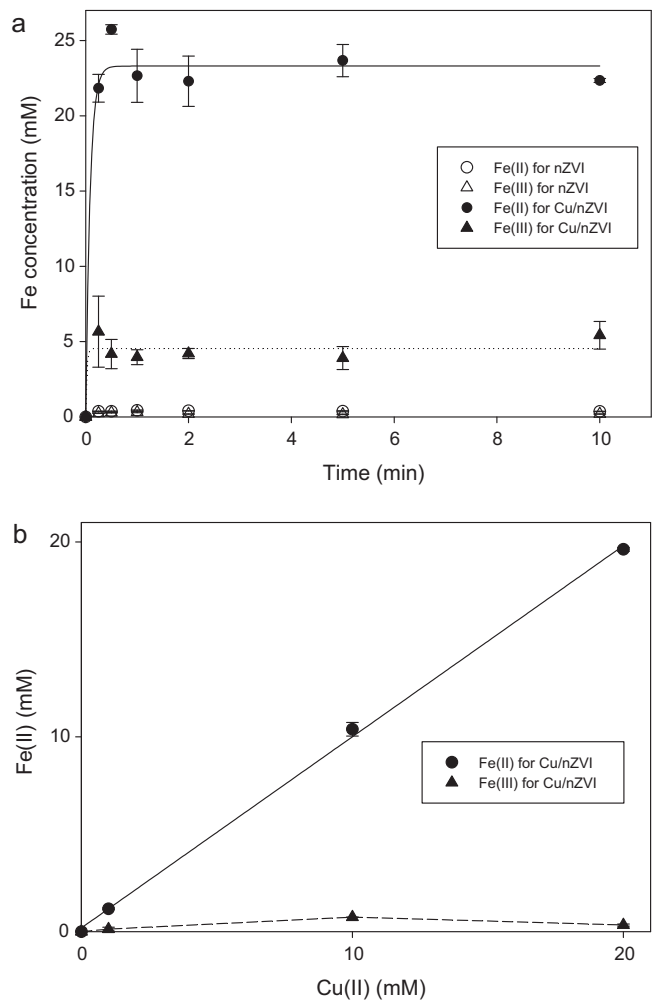 a
25
20
15
10
5
0
Fe concentration (mM)
Fe(II) for nZVI
Fe(III) for nZVI
Fe(II) for Cu/nZVI
Fe(III) for Cu/nZVI
0 2 4 6 8 10
Time (min)
b
20
10
0
Fe(II) (mM)
Fe(II) for Cu/nZVI
Fe(III) for Cu/nZVI
0 10 20
Cu(II) (mM)